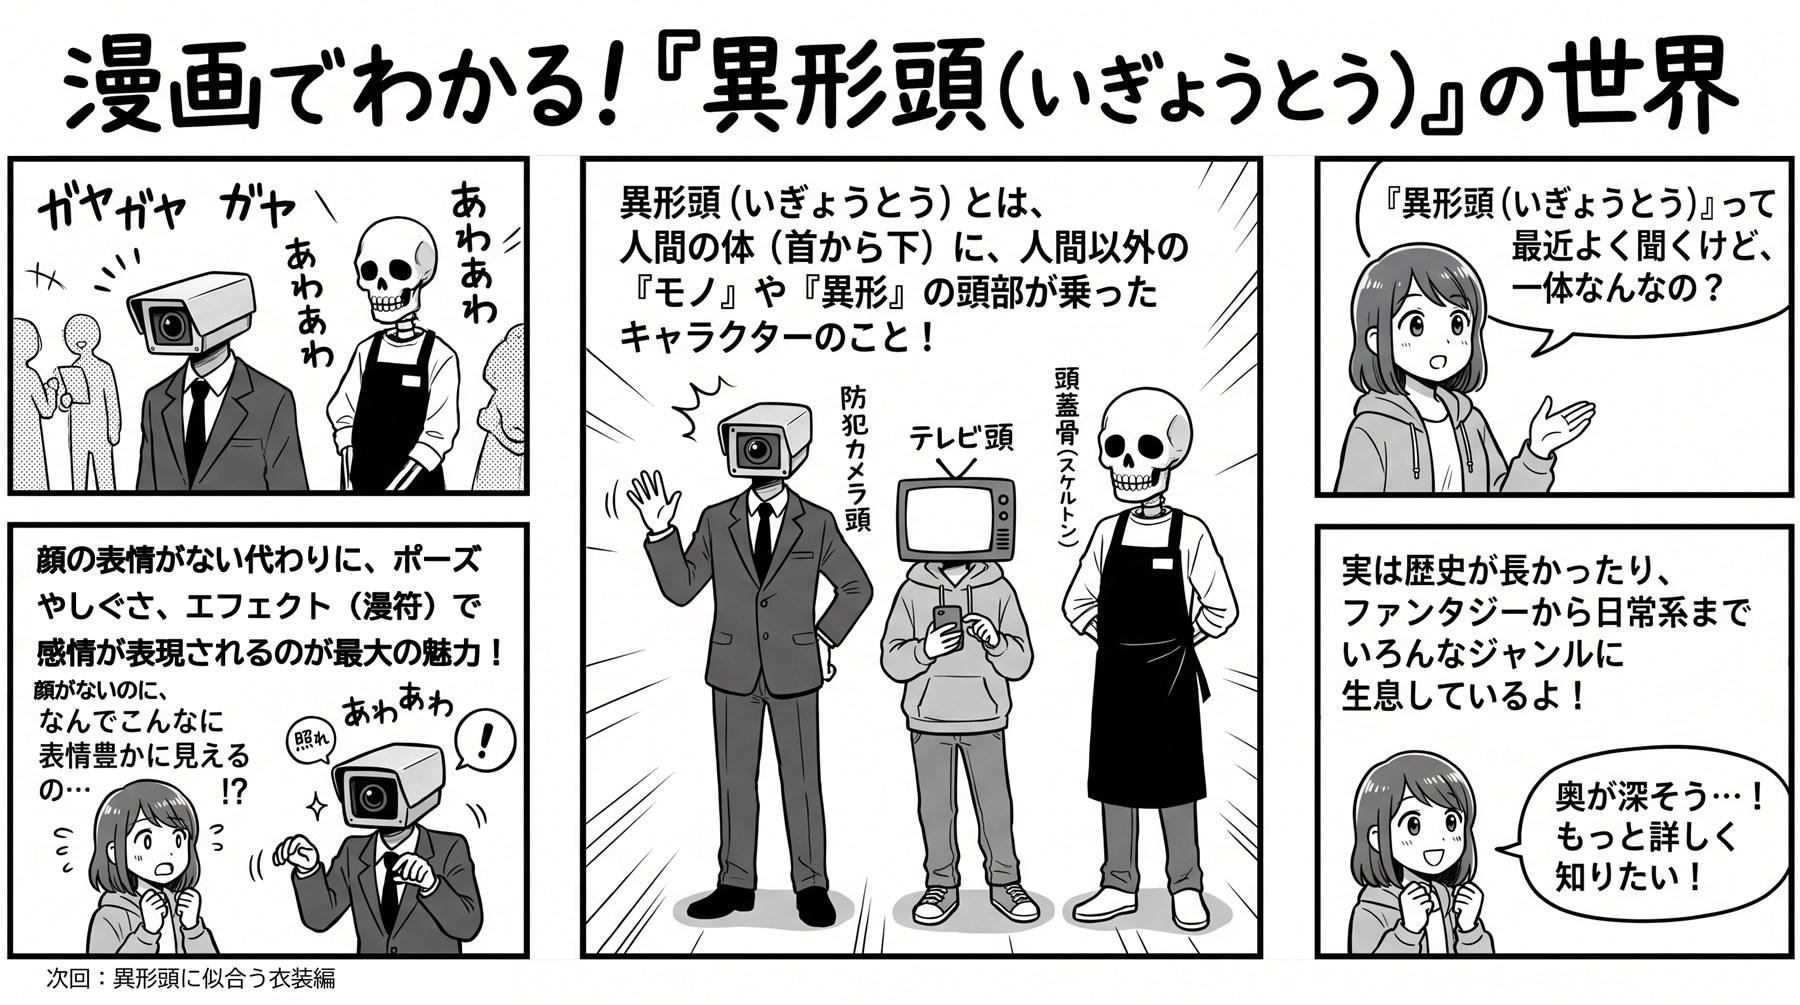 漫画でわかる！『異形頭（いぎょうとう）』の世界
『異形頭（いぎょうとう）』って
最近よく聞くけど、
一体なんなの？
実は歴史が長かったり、
ファンタジーから日常系まで
いろんなジャンルに
生息しているよ！
奥が深そう…！
もっと詳しく
知りたい！
異形頭（いぎょうとう）とは、
人間の体（首から下）に、人間以外の
『モノ』や『異形』の頭部が乗った
キャラクターのこと！
頭蓋骨（スケルトン）
テレビ頭
防犯カメラ頭
あわあわ
ガヤガヤ ガヤ
あわあわ
顔の表情がない代わりに、ポーズ
やしぐさ、エフェクト（漫符）で
感情が表現されるのが最大の魅力！
顔がないのに、
なんでこんなに
表情豊かに見える
の…
!?
あわあわ
照れ
！
次回：異形頭に似合う衣装編